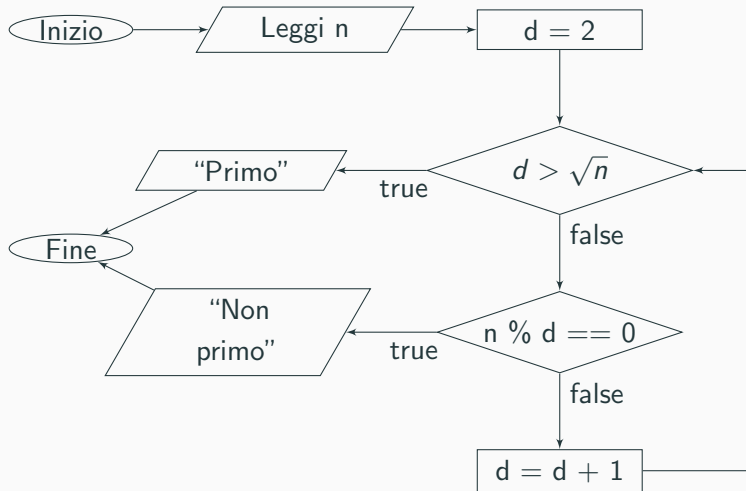 Inizio
Leggi n
d = 2
d > √n
true
“Primo”
false
Fine
n % d == 0
true
“Non
primo”
false
d = d + 1